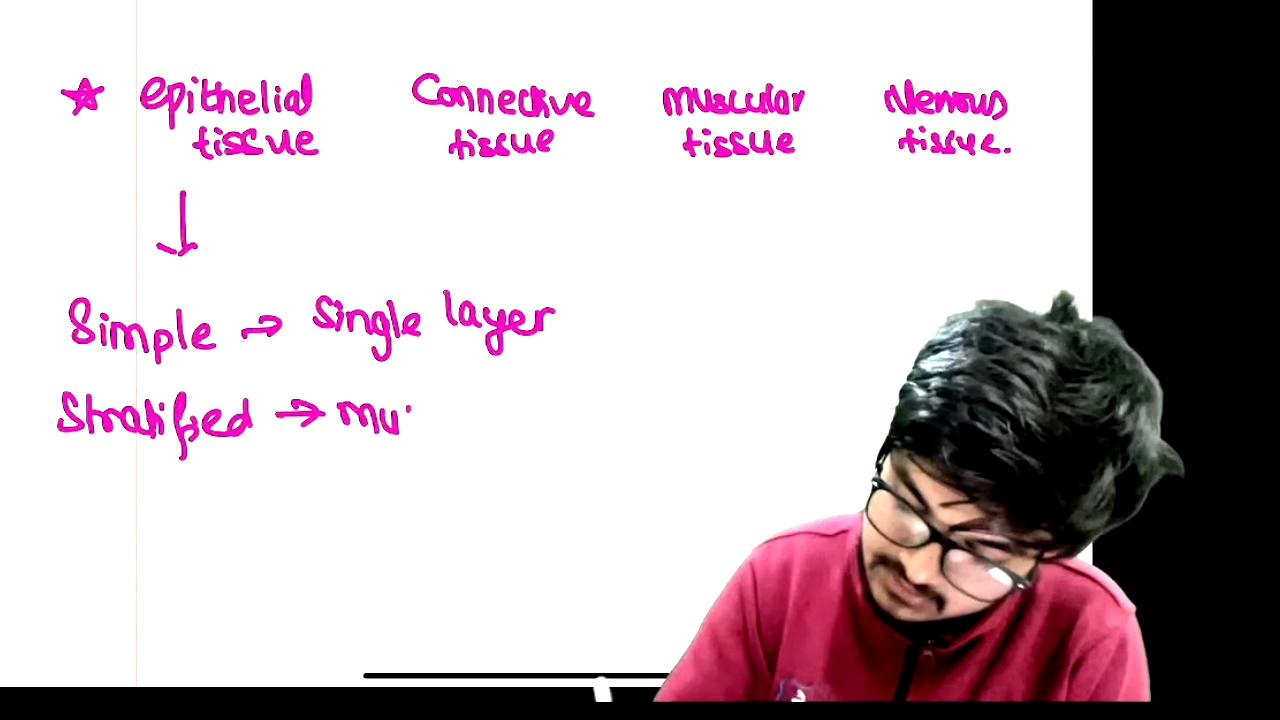 ☆ epithelial tissue Connective tissue muscular tissue Nervous tissue.
↓
Simple → Single layer
Stratified → mu